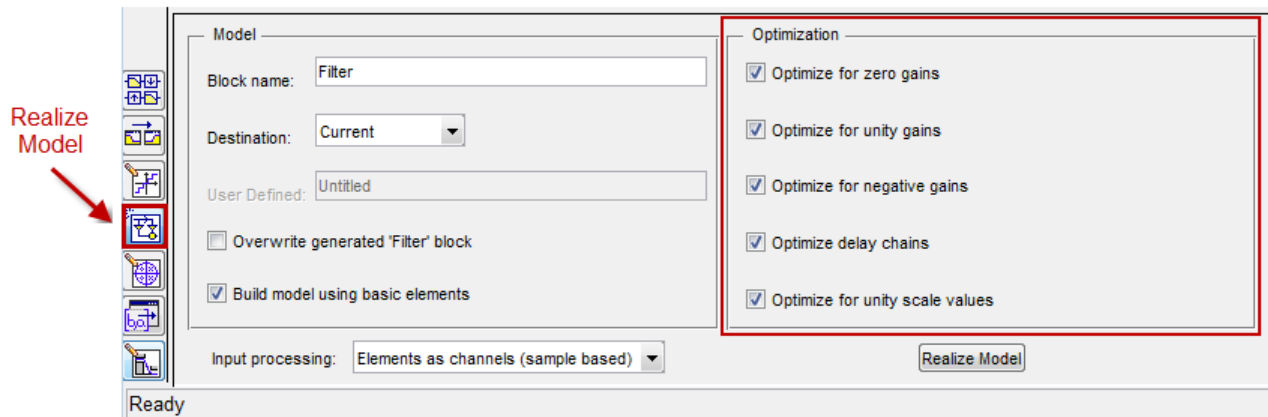 Realize
Model
Model
Block name:
Filter
Destination:
Current
User Defined:
Untitled
Overwrite generated 'Filter' block
Build model using basic elements
Optimization
Optimize for zero gains
Optimize for unity gains
Optimize for negative gains
Optimize delay chains
Optimize for unity scale values
Input processing:
Elements as channels (sample based)
Realize Model
Ready